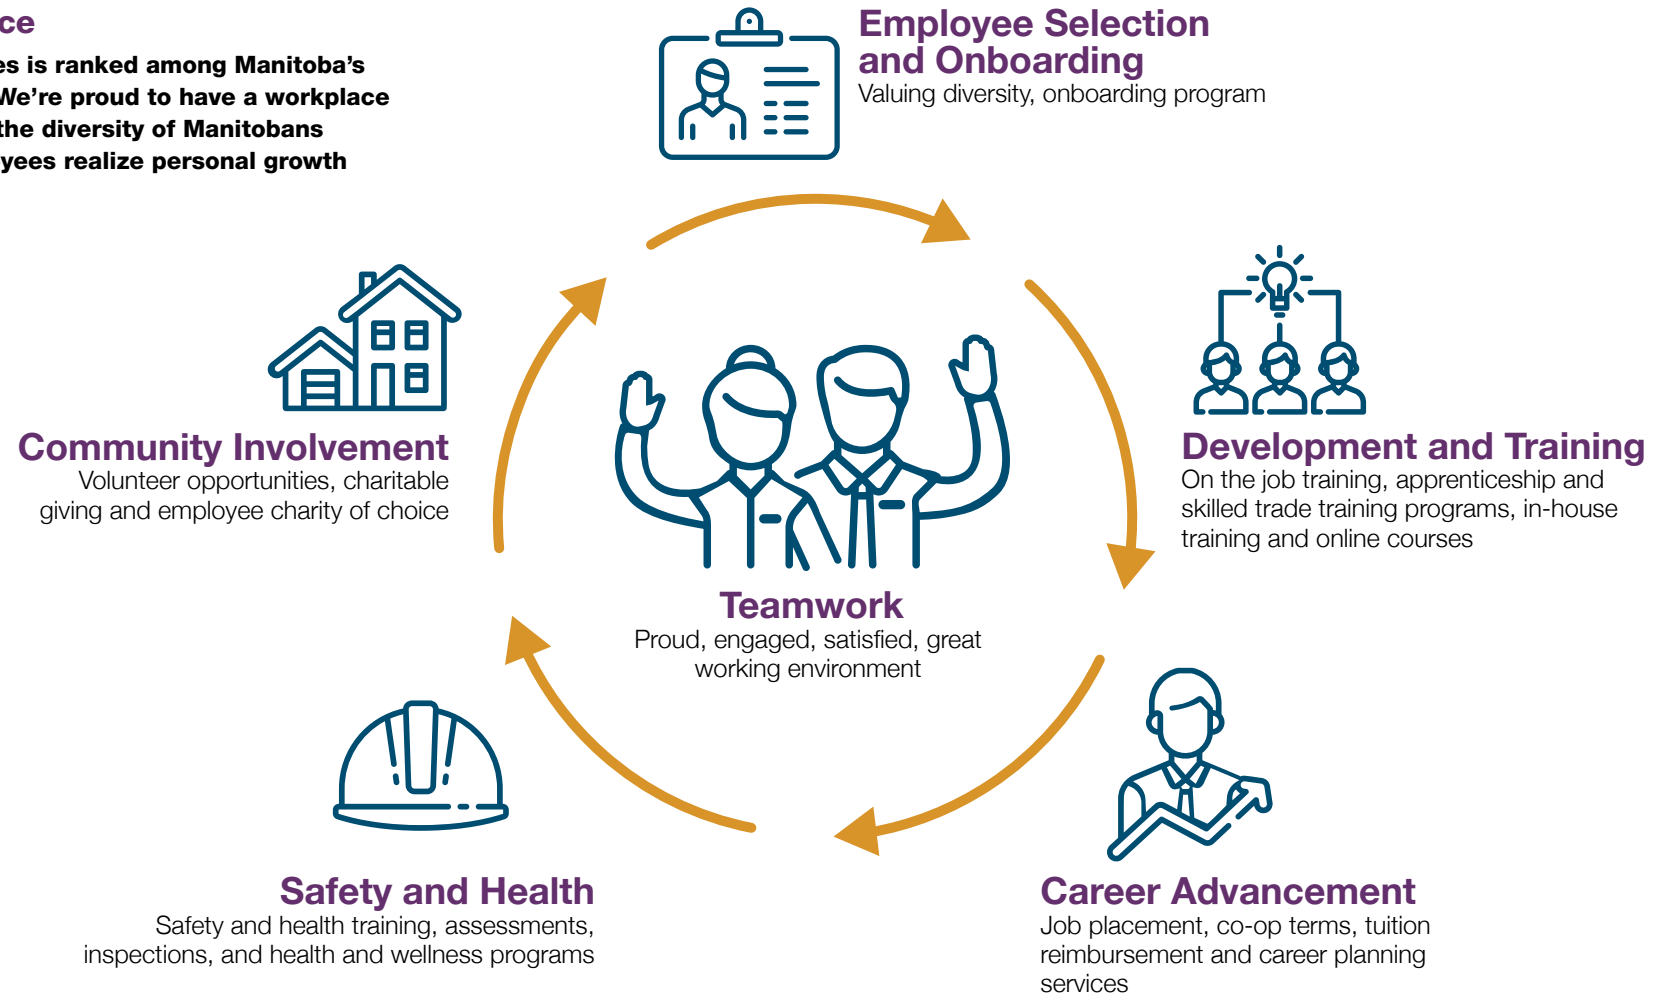 is ranked among Manitoba's
We're proud to have a workplace
the diversity of Manitobans
realize personal growth
Employee Selection
and Onboarding
Valuing diversity, onboarding program
Development and Training
On the job training, apprenticeship and
skilled trade training programs, in-house
training and online courses
Career Advancement
Job placement, co-op terms, tuition
reimbursement and career planning
services
Safety and Health
Safety and health training, assessments,
inspections, and health and wellness programs
Community Involvement
Volunteer opportunities, charitable
giving and employee charity of choice
Teamwork
Proud, engaged, satisfied, great
working environment